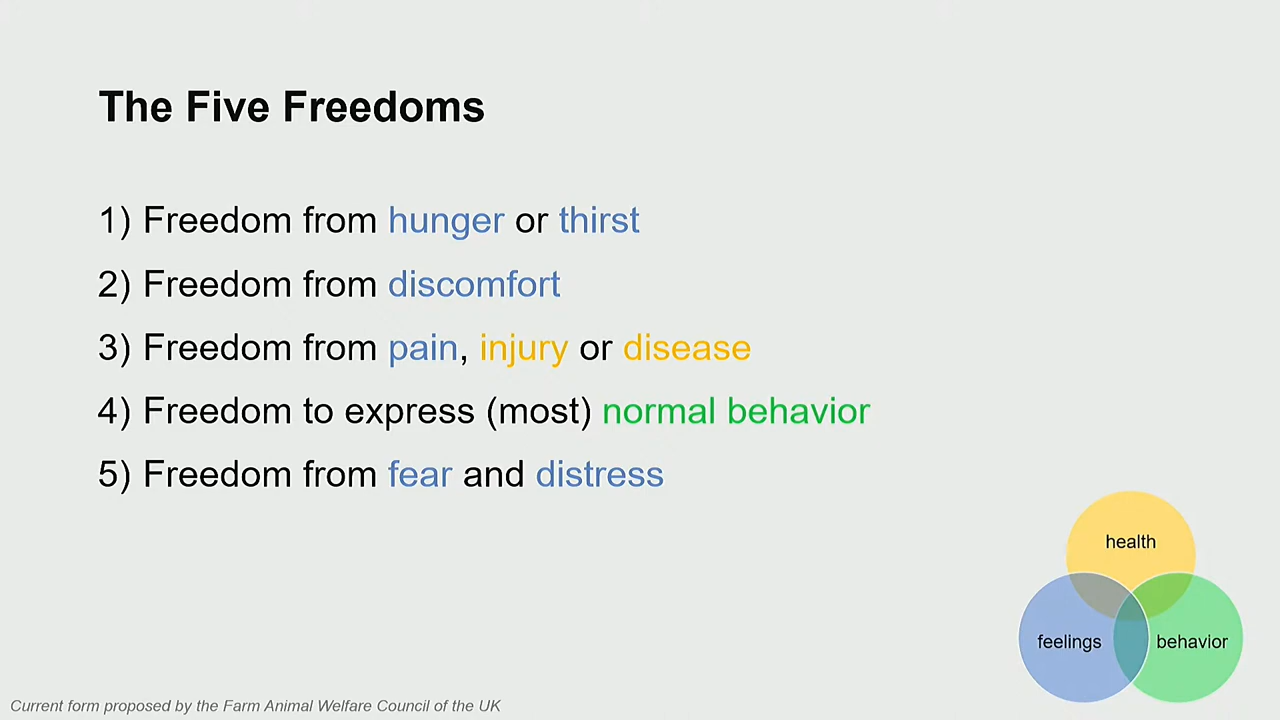 The Five Freedoms
1) Freedom from hunger or thirst
2) Freedom from discomfort
3) Freedom from pain, injury or disease
4) Freedom to express (most) normal behavior
5) Freedom from fear and distress
health
feelings
behavior
Current form proposed by the Farm Animal Welfare Council of the UK